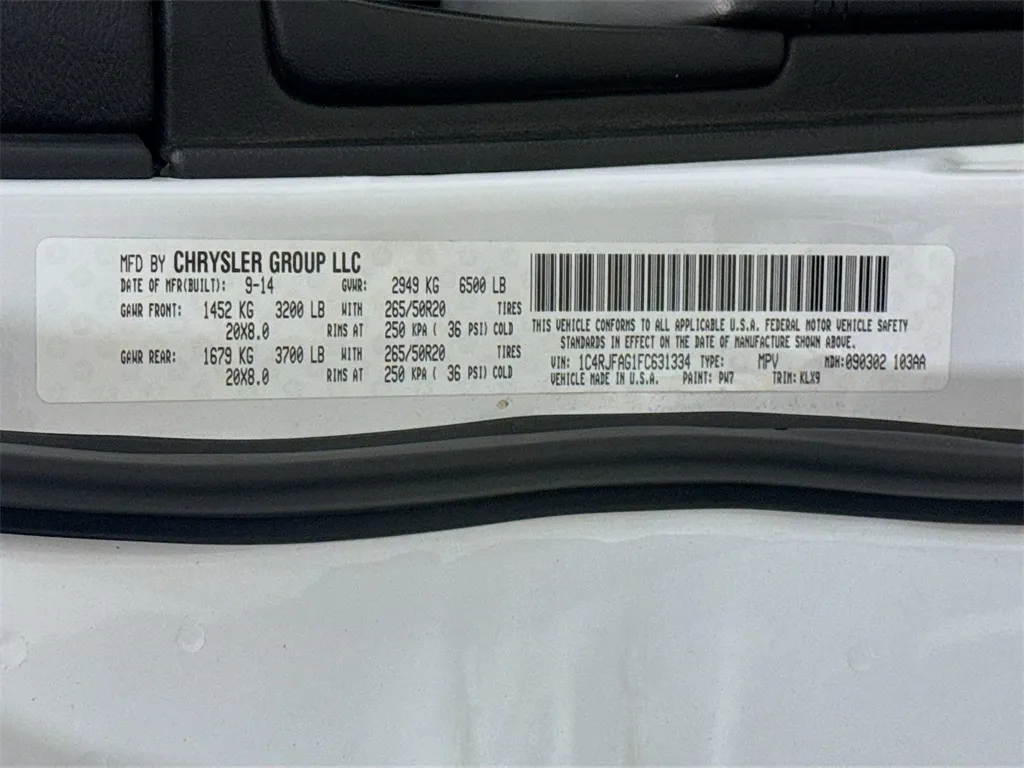 MFD BY CHRYSLER GROUP LLC
DATE OF MFR(BUILT): 9-14 GVWR: 2949 KG 6500 LB
GAWR FRONT: 1452 KG 3200 LB WITH 265/50R20 TIRES
20X8.0 RIMS AT 250 KPA ( 36 PSI) COLD
GAWR REAR: 1679 KG 3700 LB WITH 265/50R20 TIRES
20X8.0 RIMS AT 250 KPA ( 36 PSI) COLD
THIS VEHICLE CONFORMS TO ALL APPLICABLE U.S.A. FEDERAL MOTOR VEHICLE SAFETY
STANDARDS IN EFFECT ON THE DATE OF MANUFACTURE SHOWN ABOVE.
VIN: 1C4RJFAG1FC631334 TYPE: MPV MDH:090302 103AA
VEHICLE MADE IN U.S.A. PAINT: PW7 TRIM: KLX9